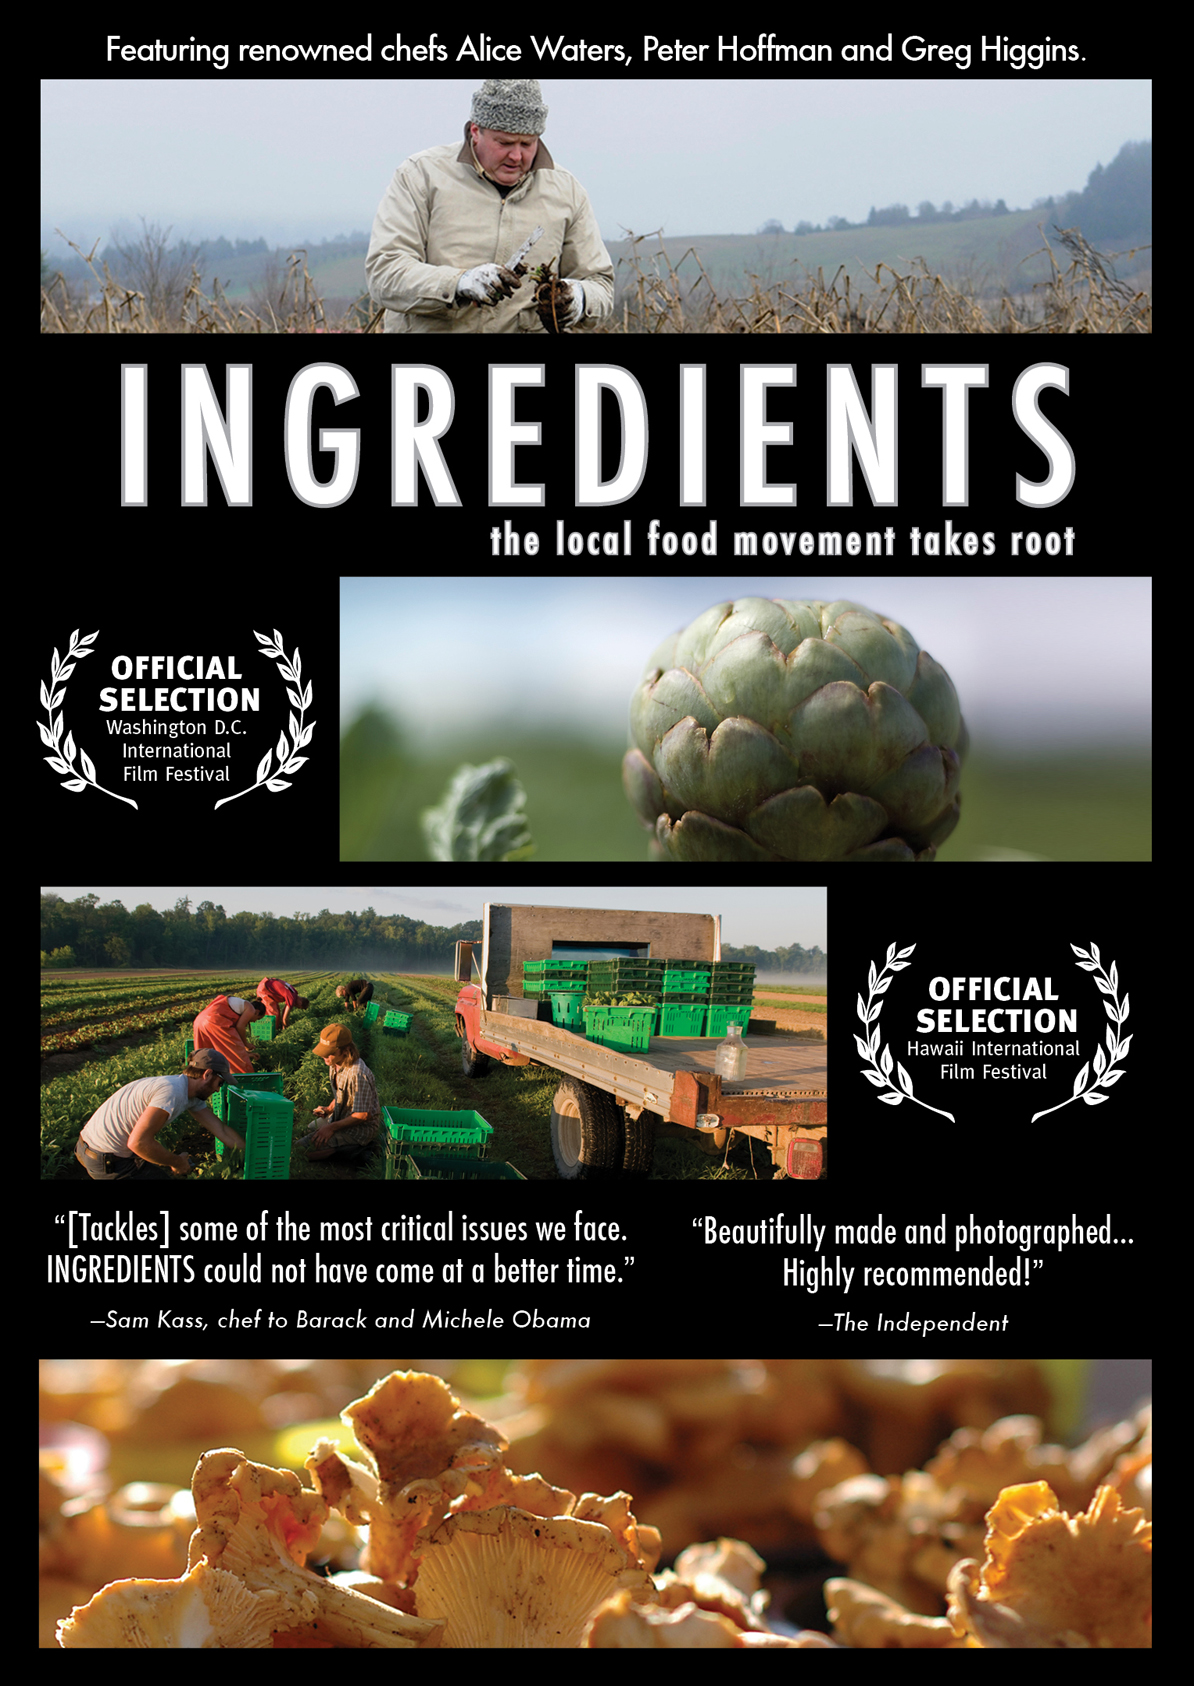 Featuring renowned chefs Alice Waters, Peter Hoffman and Greg Higgins.
INGREDIENTS
the local food movement takes root
OFFICIAL
SELECTION
Washington D.C.
International
Film Festival
OFFICIAL
SELECTION
Hawaii International
Film Festival
“[Tackles] some of the most critical issues we face.
INGREDIENTS could not have come at a better time.”
—Sam Kass, chef to Barack and Michele Obama
“Beautifully made and photographed...
Highly recommended!”
—The Independent